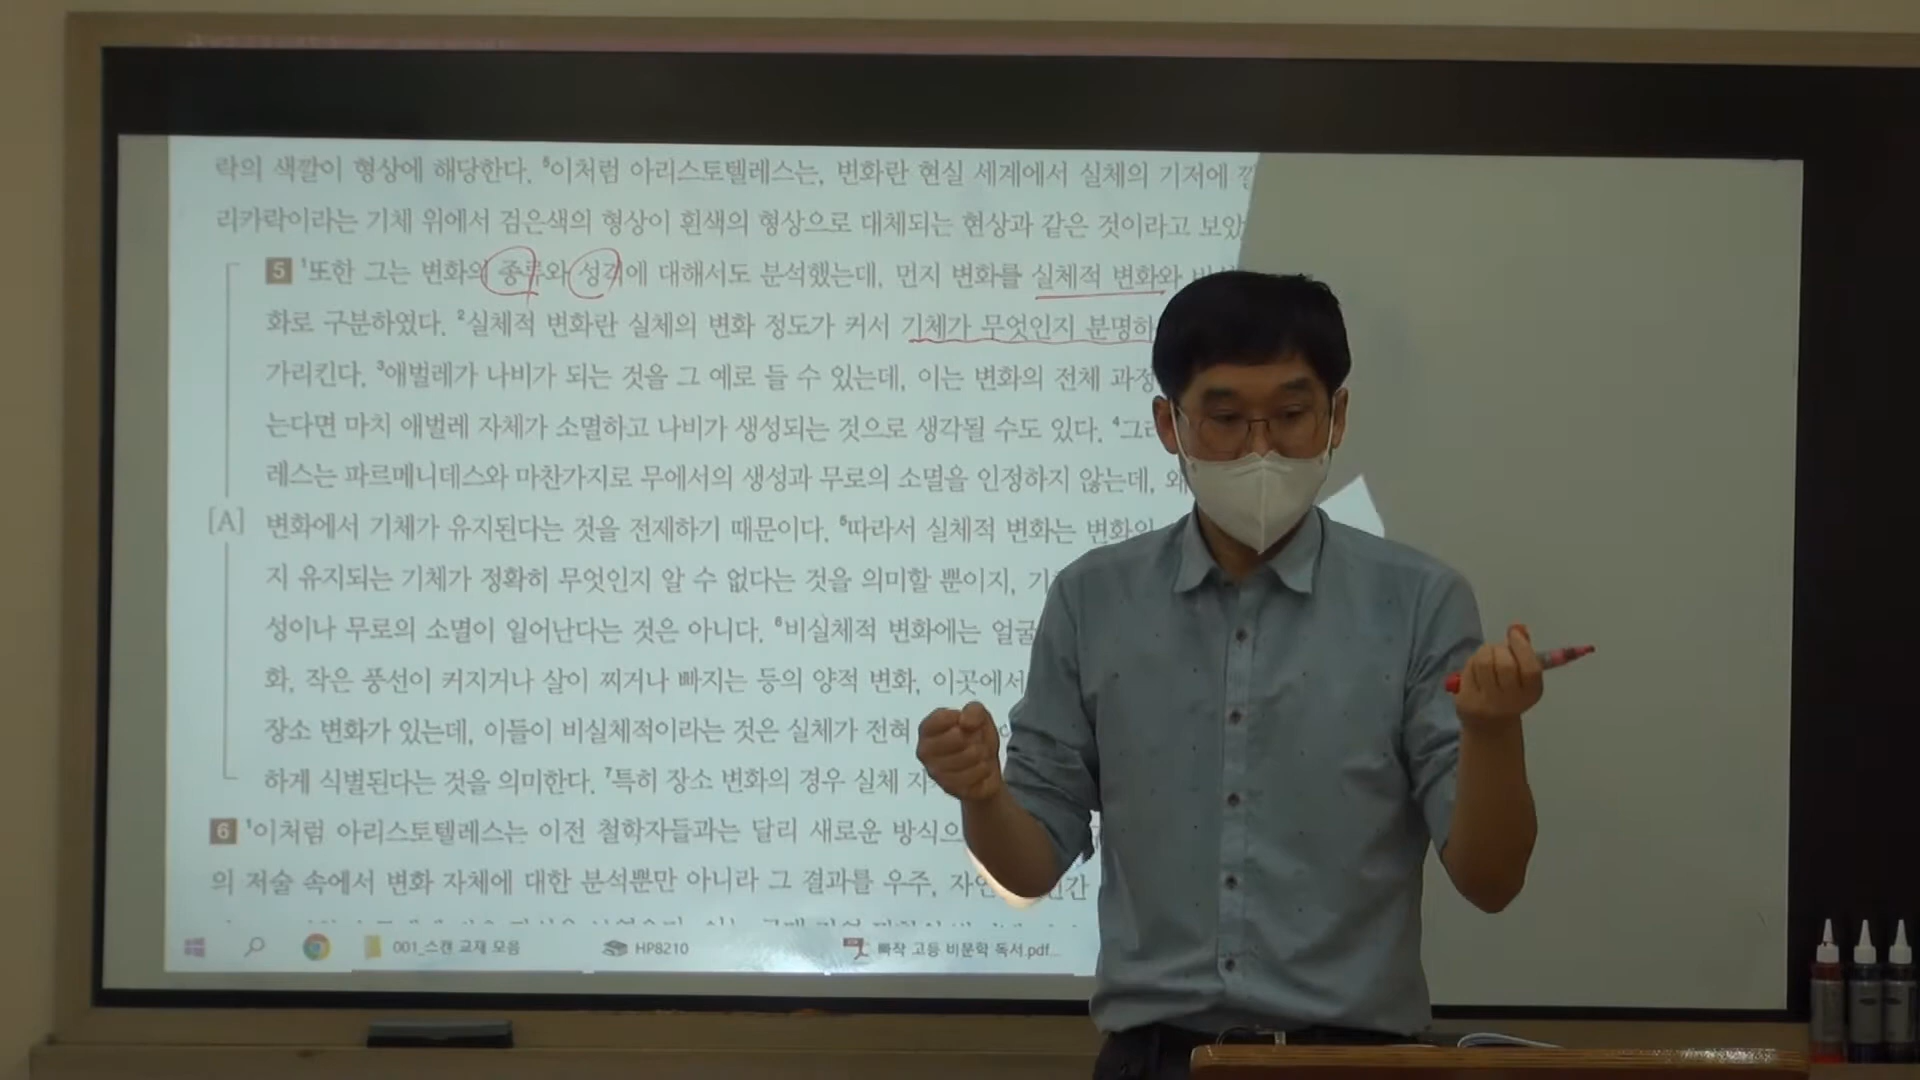 락의 색깔이 형상에 해당한다. ⁵이처럼 아리스토텔레스는, 변화란 현실 세계에서 실체의 기저에
리카락이라는 기체 위에서 검은색의 형상이 흰색의 형상으로 대체되는 현상과 같은 것이라고 보았
5 ¹또한 그는 변화의 종류와 성격에 대해서도 분석했는데, 먼저 변화를 실체적 변화와
화로 구분하였다. ²실체적 변화란 실체의 변화 정도가 커서 기체가 무엇인지 분명하
가리킨다. ³애벌레가 나비가 되는 것을 그 예로 들 수 있는데, 이는 변화의 전체 과정
는다면 마치 애벌레 자체가 소멸하고 나비가 생성되는 것으로 생각될 수도 있다. ⁴그
레스는 파르메니데스와 마찬가지로 무에서의 생성과 무로의 소멸을 인정하지 않는데, 왜
[A] 변화에서 기체가 유지된다는 것을 전제하기 때문이다. ⁵따라서 실체적 변화는 변화의
지 유지되는 기체가 정확히 무엇인지 알 수 없다는 것을 의미할 뿐이지, 기
성이나 무로의 소멸이 일어난다는 것은 아니다. ⁶비실체적 변화에는 얼굴
화, 작은 풍선이 커지거나 살이 찌거나 빠지는 등의 양적 변화, 이곳에서
장소 변화가 있는데, 이들이 비실체적이라는 것은 실체가 전혀
하게 식별된다는 것을 의미한다. ⁷특히 장소 변화의 경우 실체
6 ¹이처럼 아리스토텔레스는 이전 철학자들과는 달리 새로운 방식으
의 저술 속에서 변화 자체에 대한 분석뿐만 아니라 그 결과를 우주, 자연 인간
001_스캔 교재 모음 HP8210 빠작 고등 비문학 독서.pdf...